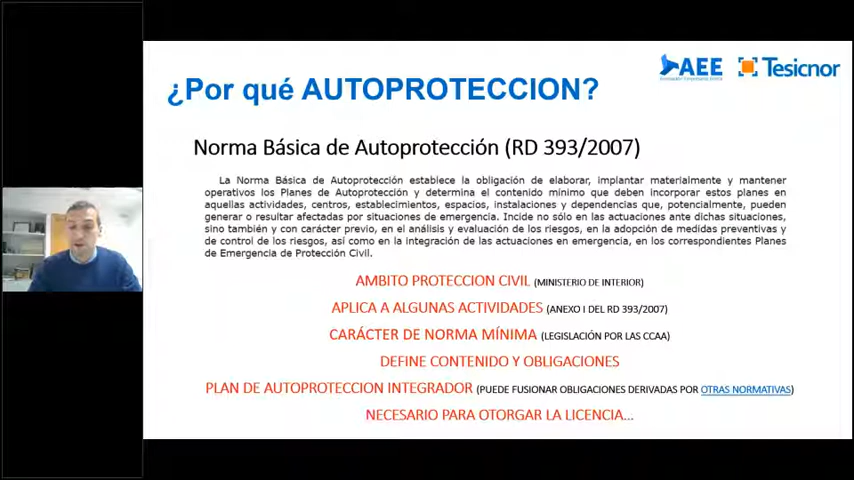 AEE
Tesicnor
¿Por qué AUTOPROTECCION?
Norma Básica de Autoprotección (RD 393/2007)
La Norma Básica de Autoprotección establece la obligación de elaborar, implantar materialmente y mantener
operativos los Planes de Autoprotección y determina el contenido mínimo que deben incorporar estos planes en
aquellas actividades, centros, establecimientos, espacios, instalaciones y dependencias que, potencialmente, pueden
generar o resultar afectadas por situaciones de emergencia. Incide no sólo en las actuaciones ante dichas situaciones,
sino también y con carácter previo, en el análisis y evaluación de los riesgos, en la adopción de medidas preventivas y
de control de los riesgos, así como en la integración de las actuaciones en emergencia, en los correspondientes Planes
de Emergencia de Protección Civil.
AMBITO PROTECCION CIVIL (MINISTERIO DE INTERIOR)
APLICA A ALGUNAS ACTIVIDADES (ANEXO I DEL RD 393/2007)
CARÁCTER DE NORMA MÍNIMA (LEGISLACIÓN POR LAS CCAA)
DEFINE CONTENIDO Y OBLIGACIONES
PLAN DE AUTOPROTECCION INTEGRADOR (PUEDE FUSIONAR OBLIGACIONES DERIVADAS POR OTRAS NORMATIVAS)
NECESARIO PARA OTORGAR LA LICENCIA...